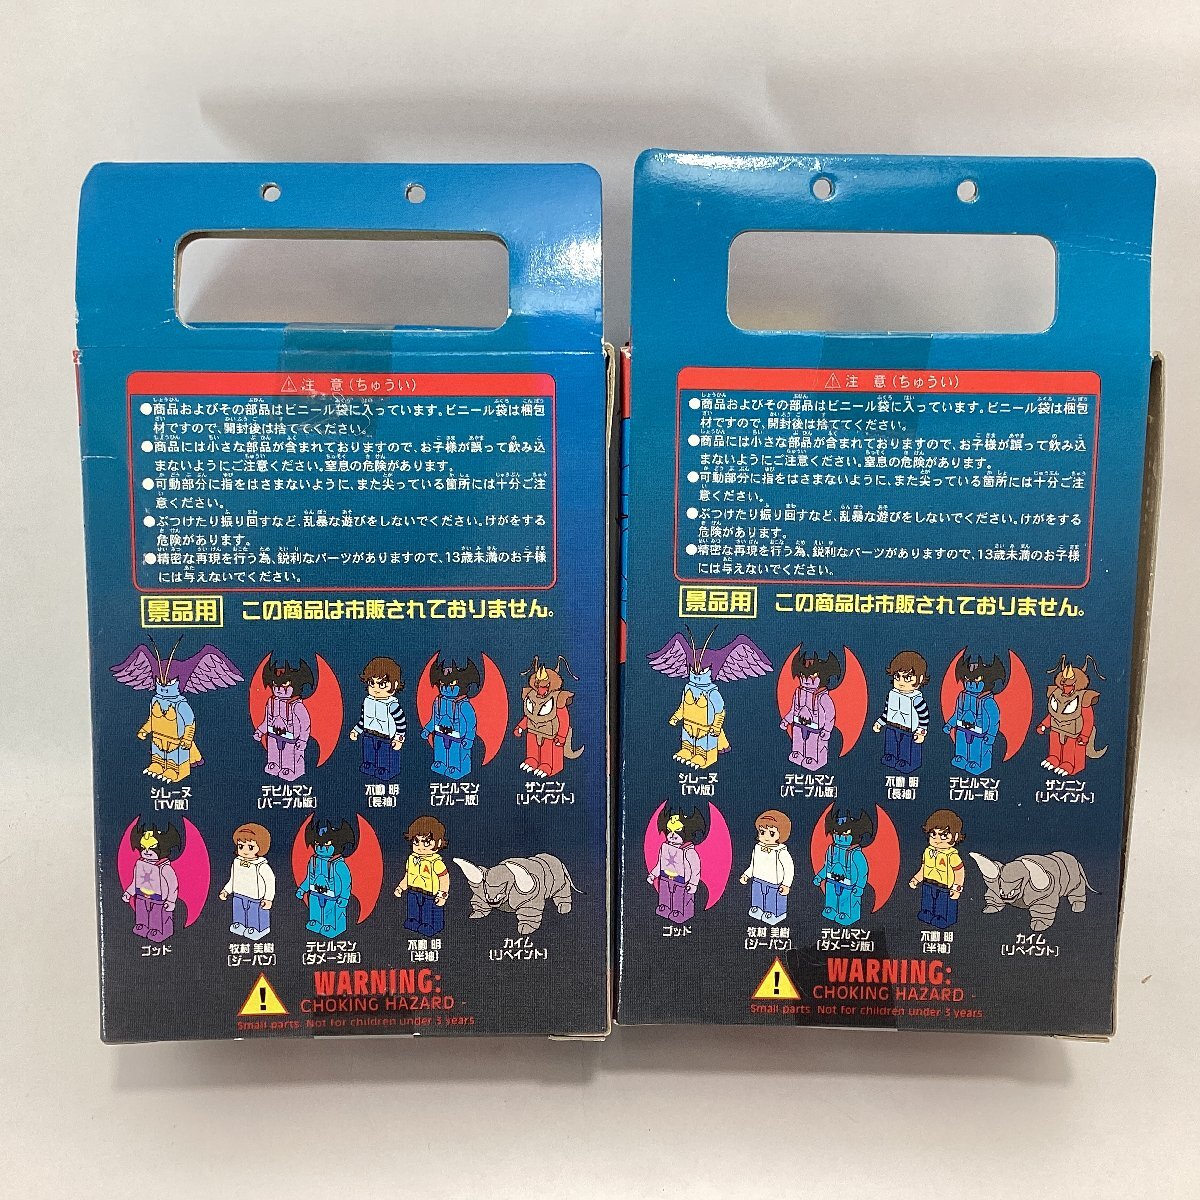 ⚠注 意(ちゅうい)
●商品およびその部品はビニール袋に入っています。ビニール袋は梱包
材ですので、開封後は捨ててください。
●商品には小さな部品が含まれておりますので、お子様が誤って飲み込
まないようにご注意ください。窒息の危険があります。
●可動部分に指をはさまないように、また尖っている箇所には十分ご注
意ください。
●ぶつけたり振り回すなど、乱暴な遊びをしないでください。けがをする
危険があります。
●精密な再現を行う為、鋭利なパーツがありますので、13歳未満のお子様
には与えないでください。
景品用 この商品は市販されておりません。
シレーヌ
(TV版)
デビルマン
(パープル版)
不動 明
(長袖)
デビルマン
(ブルー版)
ザンニン
(リペイント)
ゴッド
牧村 美樹
(ジーパン)
デビルマン
(ダメージ版)
不動 明
(半袖)
カイム
(リペイント)
WARNING:
CHOKING HAZARD -
Small parts. Not for children under 3 years
⚠注 意(ちゅうい)
●商品およびその部品はビニール袋に入っています。ビニール袋は梱包
材ですので、開封後は捨ててください。
●商品には小さな部品が含まれておりますので、お子様が誤って飲み込
まないようにご注意ください。窒息の危険があります。
●可動部分に指をはさまないように、また尖っている箇所には十分ご注
意ください。
●ぶつけたり振り回すなど、乱暴な遊びをしないでください。けがをする
危険があります。
●精密な再現を行う為、鋭利なパーツがありますので、13歳未満のお子様
には与えないでください。
景品用 この商品は市販されておりません。
シレーヌ
(TV版)
デビルマン
(パープル版)
不動 明
(長袖)
デビルマン
(ブルー版)
ザンニン
(リペイント)
ゴッド
牧村 美樹
(ジーパン)
デビルマン
(ダメージ版)
不動 明
(半袖)
カイム
(リペイント)
WARNING:
CHOKING HAZARD -
Small parts. Not for children under 3 years